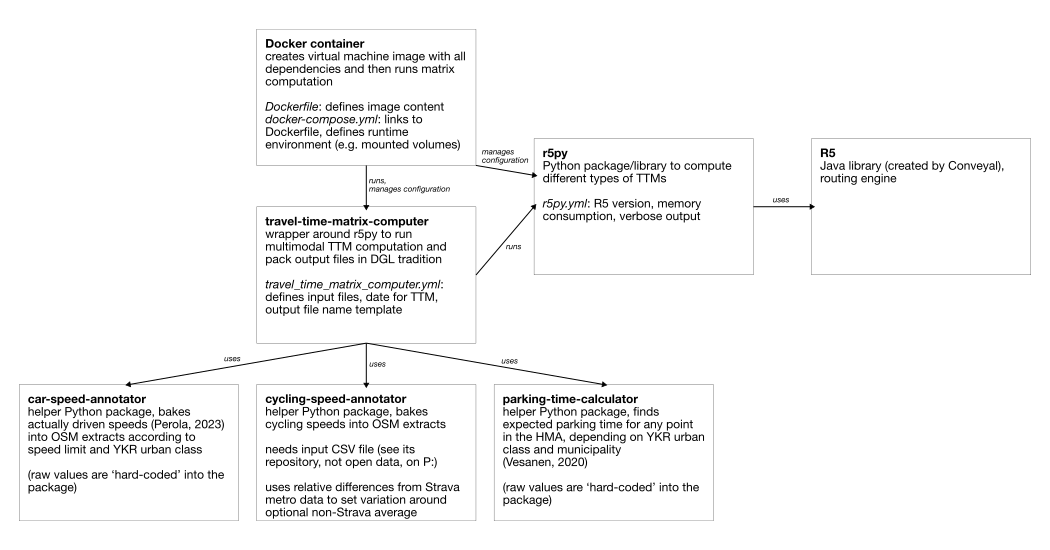 Docker container
creates virtual machine image with all
dependencies and then runs matrix
computation
Dockerfile: defines image content
docker-compose.yml: links to
Dockerfile, defines runtime
environment (e.g. mounted volumes)
manages
configuration
r5py
Python package/library to compute
different types of TTMs
r5py.yml: R5 version, memory
consumption, verbose output
uses
R5
Java library (created by Conveyal),
routing engine
runs,
manages configuration
travel-time-matrix-computer
wrapper around r5py to run
multimodal TTM computation and
pack output files in DGL tradition
travel_time_matrix_computer.yml:
defines input files, date for TTM,
output file name template
runs
uses
uses
uses
car-speed-annotator
helper Python package, bakes
actually driven speeds (Perola, 2023)
into OSM extracts according to
speed limit and YKR urban class
(raw values are ‘hard-coded’ into the
package)
cycling-speed-annotator
helper Python package, bakes
cycling speeds into OSM extracts
needs input CSV file (see its
repository, not open data, on P:)
uses relative differences from Strava
metro data to set variation around
optional non-Strava average
parking-time-calculator
helper Python package, finds
expected parking time for any point
in the HMA, depending on YKR urban
class and municipality
(Vesanen, 2020)
(raw values are ‘hard-coded’ into the
package)